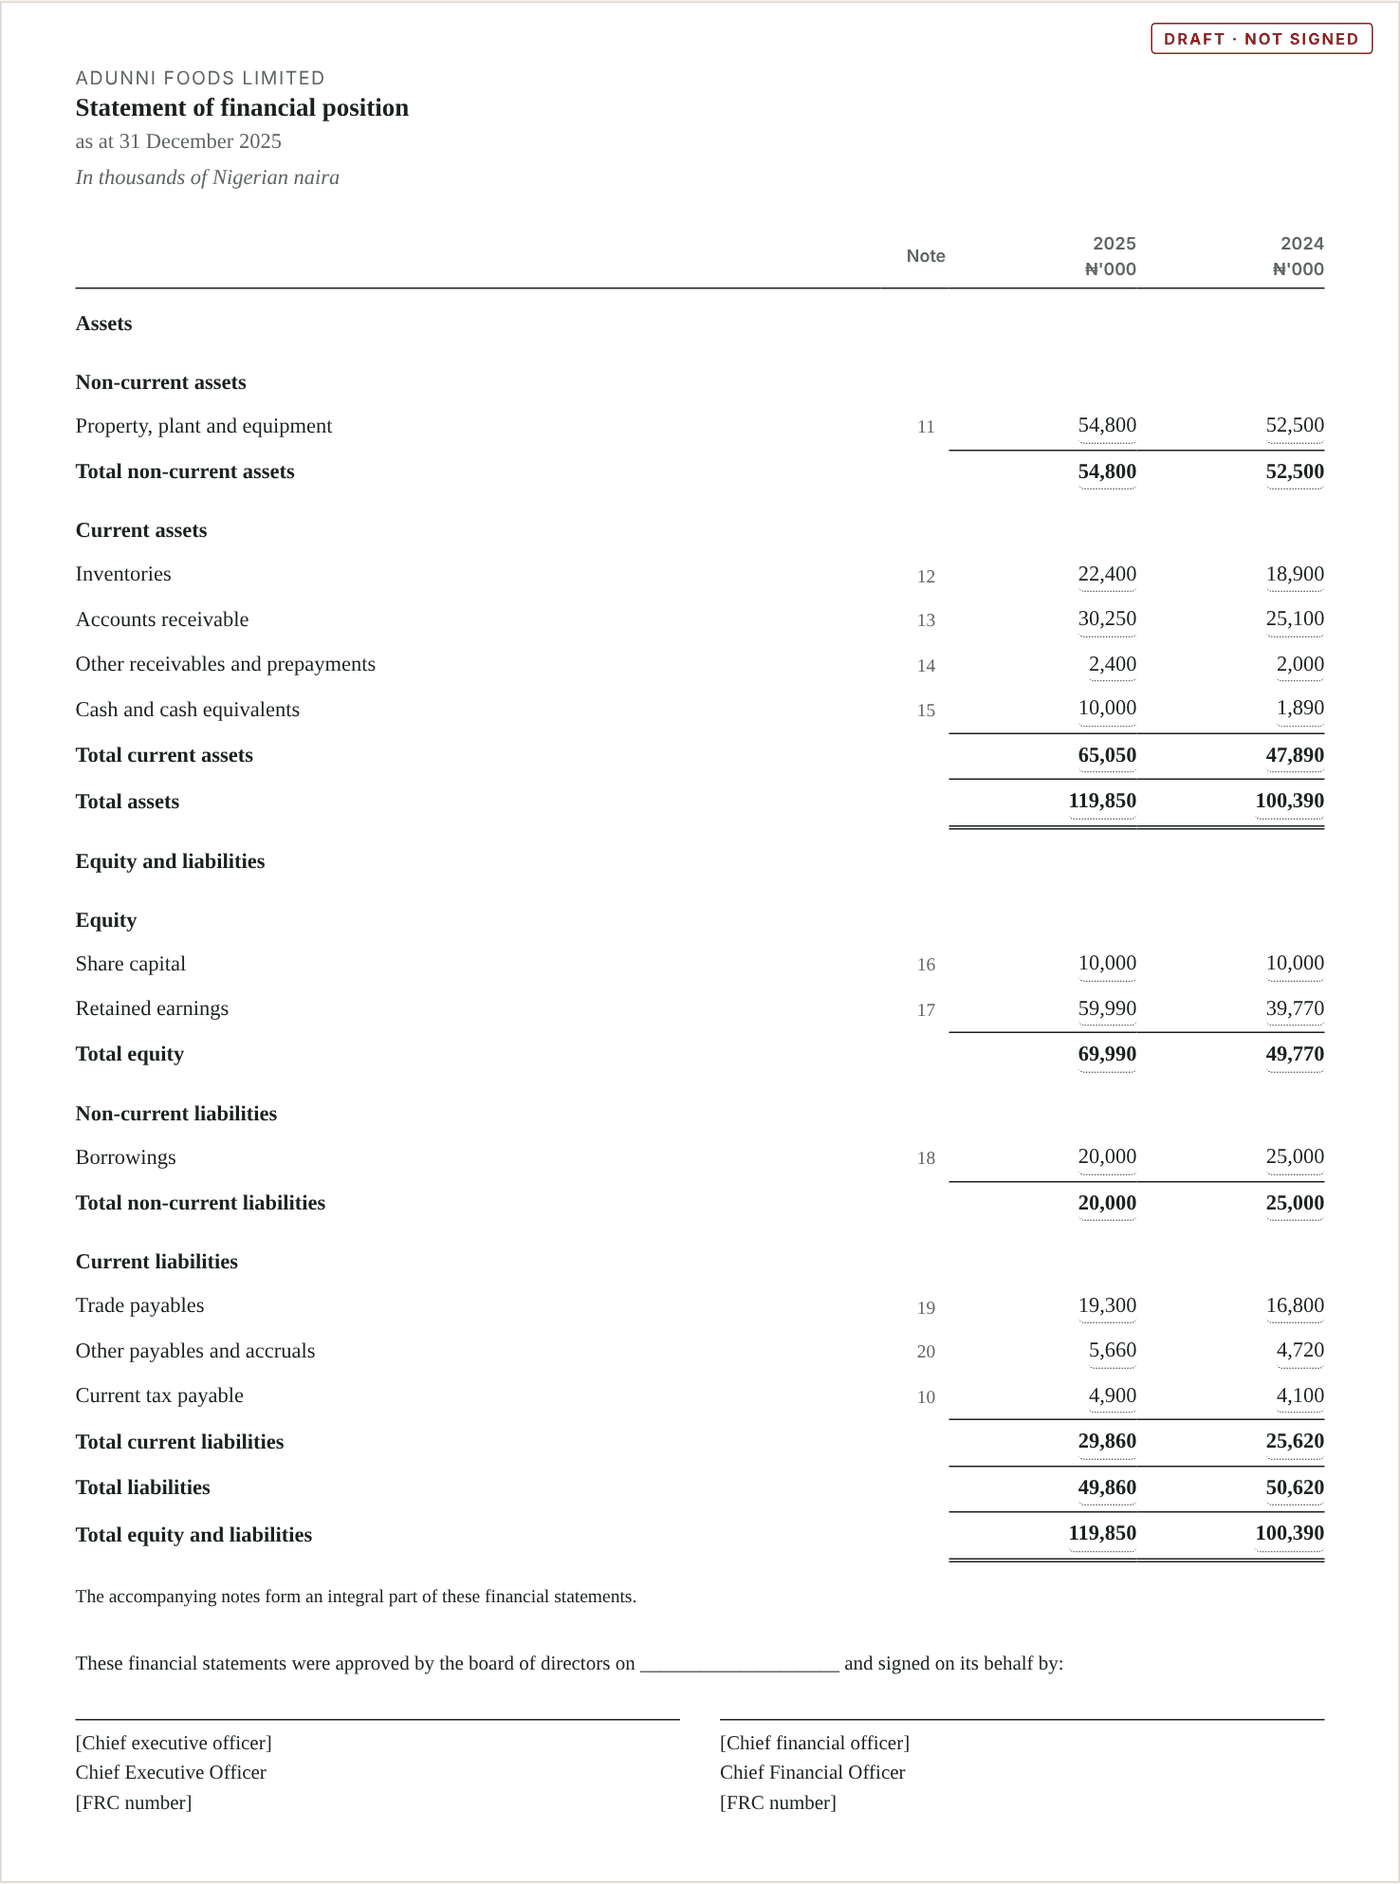 DRAFT · NOT SIGNED
ADUNNI FOODS LIMITED
Statement of financial position
as at 31 December 2025
In thousands of Nigerian naira
Note 2025 ₦'000 2024 ₦'000
Assets
Non-current assets
Property, plant and equipment 11 54,800 52,500
Total non-current assets 54,800 52,500
Current assets
Inventories 12 22,400 18,900
Accounts receivable 13 30,250 25,100
Other receivables and prepayments 14 2,400 2,000
Cash and cash equivalents 15 10,000 1,890
Total current assets 65,050 47,890
Total assets 119,850 100,390
Equity and liabilities
Equity
Share capital 16 10,000 10,000
Retained earnings 17 59,990 39,770
Total equity 69,990 49,770
Non-current liabilities
Borrowings 18 20,000 25,000
Total non-current liabilities 20,000 25,000
Current liabilities
Trade payables 19 19,300 16,800
Other payables and accruals 20 5,660 4,720
Current tax payable 10 4,900 4,100
Total current liabilities 29,860 25,620
Total liabilities 49,860 50,620
Total equity and liabilities 119,850 100,390
The accompanying notes form an integral part of these financial statements.
These financial statements were approved by the board of directors on ____________________ and signed on its behalf by:
[Chief executive officer] [Chief financial officer]
Chief Executive Officer Chief Financial Officer
[FRC number] [FRC number]